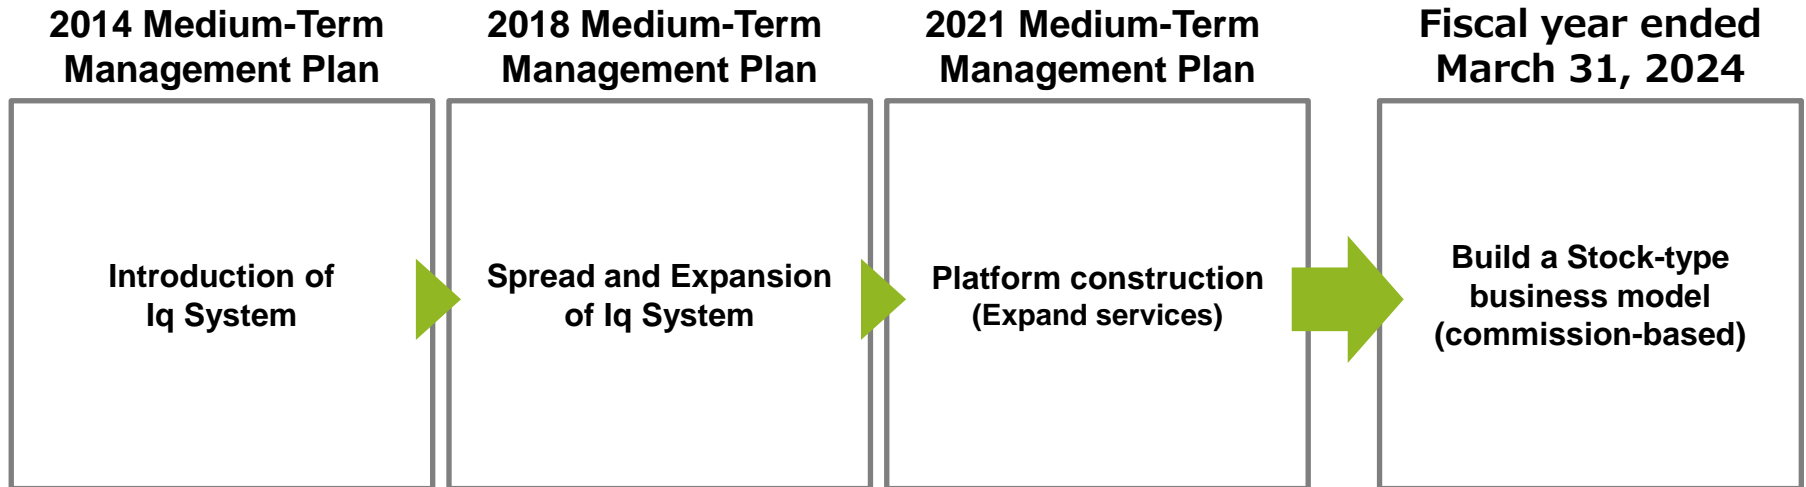 2014 Medium-Term
Management Plan
2018 Medium-Term
Management Plan
2021 Medium-Term
Management Plan
Fiscal year ended
March 31, 2024
Introduction of
Iq System
Spread and Expansion
of Iq System
Platform construction
(Expand services)
Build a Stock-type
business model
(commission-based)